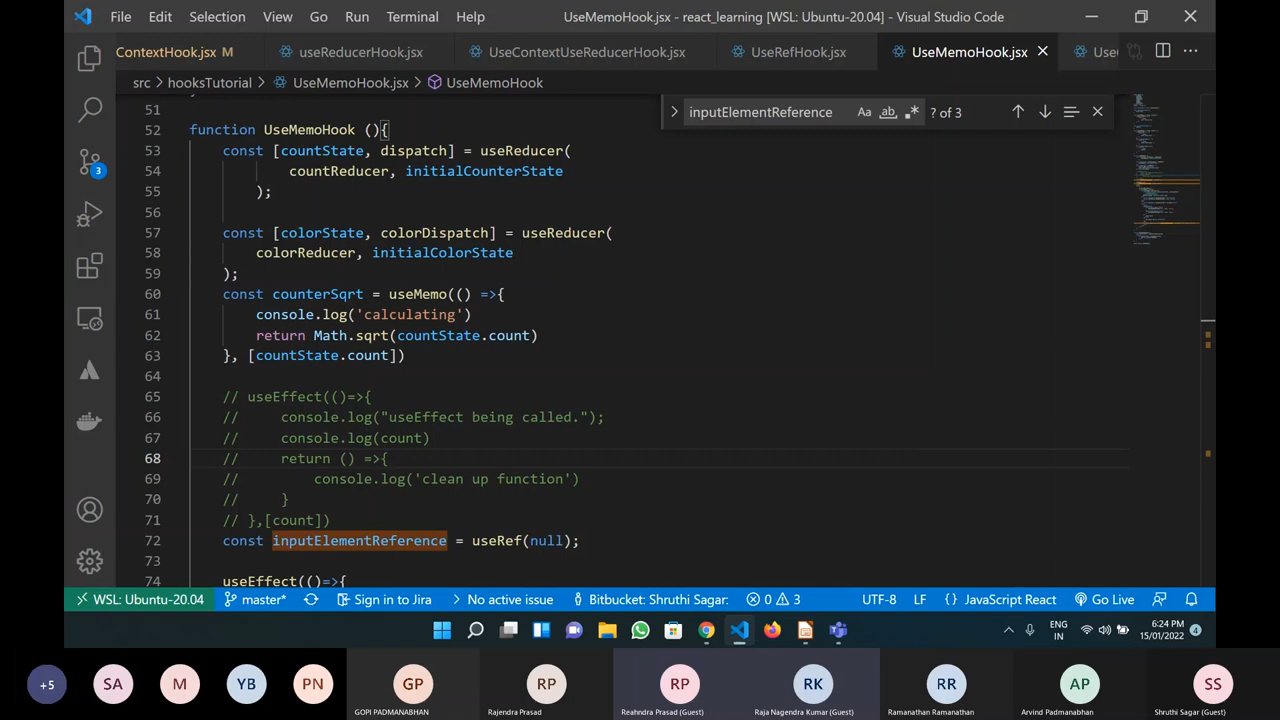 File Edit Selection View Go Run Terminal Help UseMemoHook.jsx - react_learning [WSL: Ubuntu-20.04] - Visual Studio Code
ContextHook.jsx M useReducerHook.jsx UseContextUseReducerHook.jsx UseRefHook.jsx UseMemoHook.jsx Use
src > hooksTutorial > UseMemoHook.jsx > UseMemoHook
inputElementReference Aa ab .* ? of 3
51
52 function UseMemoHook (){
53 const [countState, dispatch] = useReducer(
54 countReducer, initialCounterState
55 );
56
57 const [colorState, colorDispatch] = useReducer(
58 colorReducer, initialColorState
59 );
60 const counterSqrt = useMemo(() =>{
61 console.log('calculating')
62 return Math.sqrt(countState.count)
63 }, [countState.count])
64
65 // useEffect(()=>{
66 // console.log("useEffect being called.");
67 // console.log(count)
68 // return () =>{
69 // console.log('clean up function')
70 // }
71 // },[count])
72 const inputElementReference = useRef(null);
73
74 useEffect(()=>{
3
WSL: Ubuntu-20.04 master* Sign in to Jira No active issue Bitbucket: Shruthi Sagar: 0 3 UTF-8 LF {} JavaScript React Go Live
ENG
IN
6:24 PM
15/01/2022
4
+5 SA M YB PN GP RP RP RK RR AP SS
GOPI PADMANABHAN Rajendra Prasad Reahndra Prasad (Guest) Raja Nagendra Kumar (Guest) Ramanathan Ramanathan Arvind Padmanabhan Shruthi Sagar (Guest)